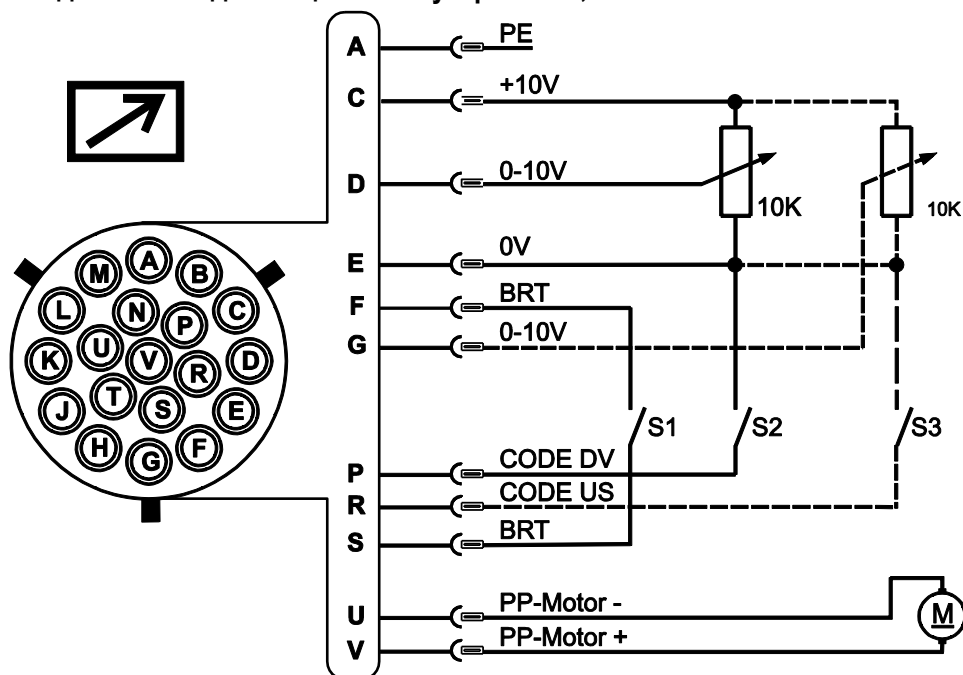 A PE
C +10V
D 0-10V
10K
10K
E 0V
F BRT
G 0-10V
S1
S2
S3
P CODE DV
R CODE US
S BRT
U PP-Motor -
V PP-Motor +
M
A
M
B
L
N
P
C
K
U
V
R
D
J
T
S
E
H
G
F